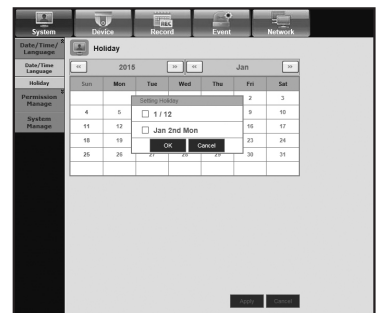 System Device Record Event Network
REC
Date/Time/
Language
Date/Time
Language
Holiday
Permission
Manage
System
Manage
Holiday
<< 2015 >> << Jan >>
Sun Mon Tue Wed Thu Fri Sat
2 3
4 5 9 10
11 12 16 17
18 19 23 24
25 26 27 28 29 30 31
Setting Holiday
1 / 12
Jan 2nd Mon
OK Cancel
Apply Cancel